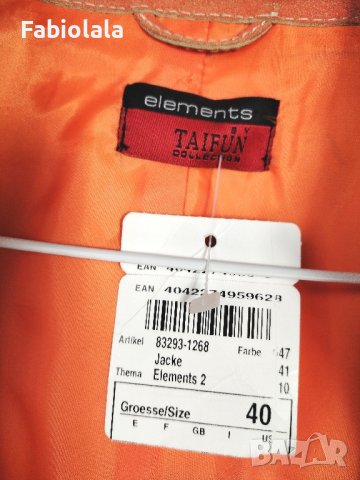 Fabiolala
elements
BY
TAIFUN
COLLECTION
EAN
EAN 4042274959628
Artikel 83293-1268 Farbe 547
Jacke 41
Thema Elements 2 10
Groesse/Size 40
E F GB I US
BAZAR